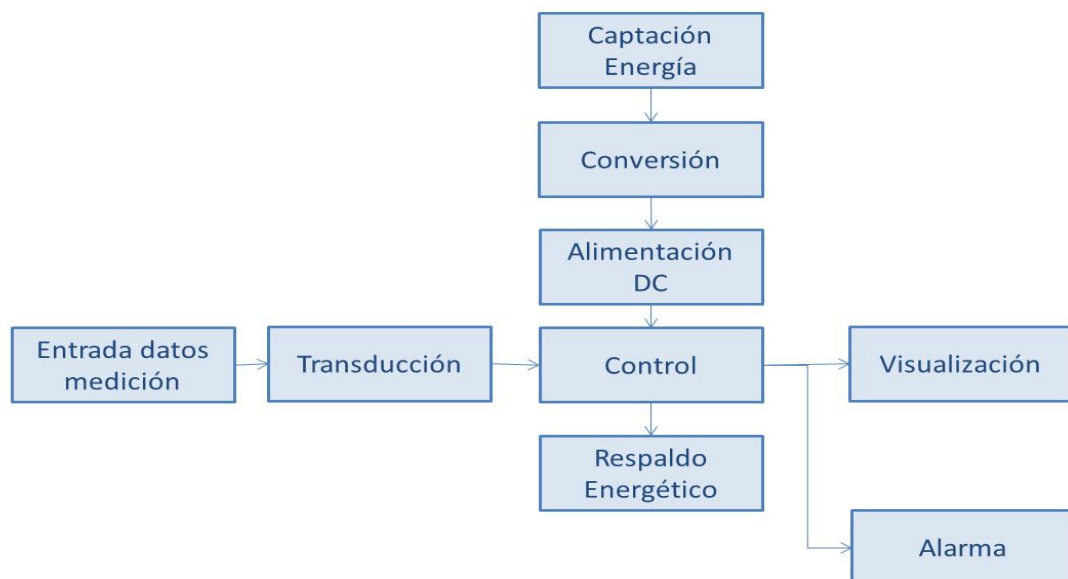 Captación
Energía
Conversión
Alimentación
DC
Entrada datos
medición
Transducción
Control
Visualización
Respaldo
Energético
Alarma